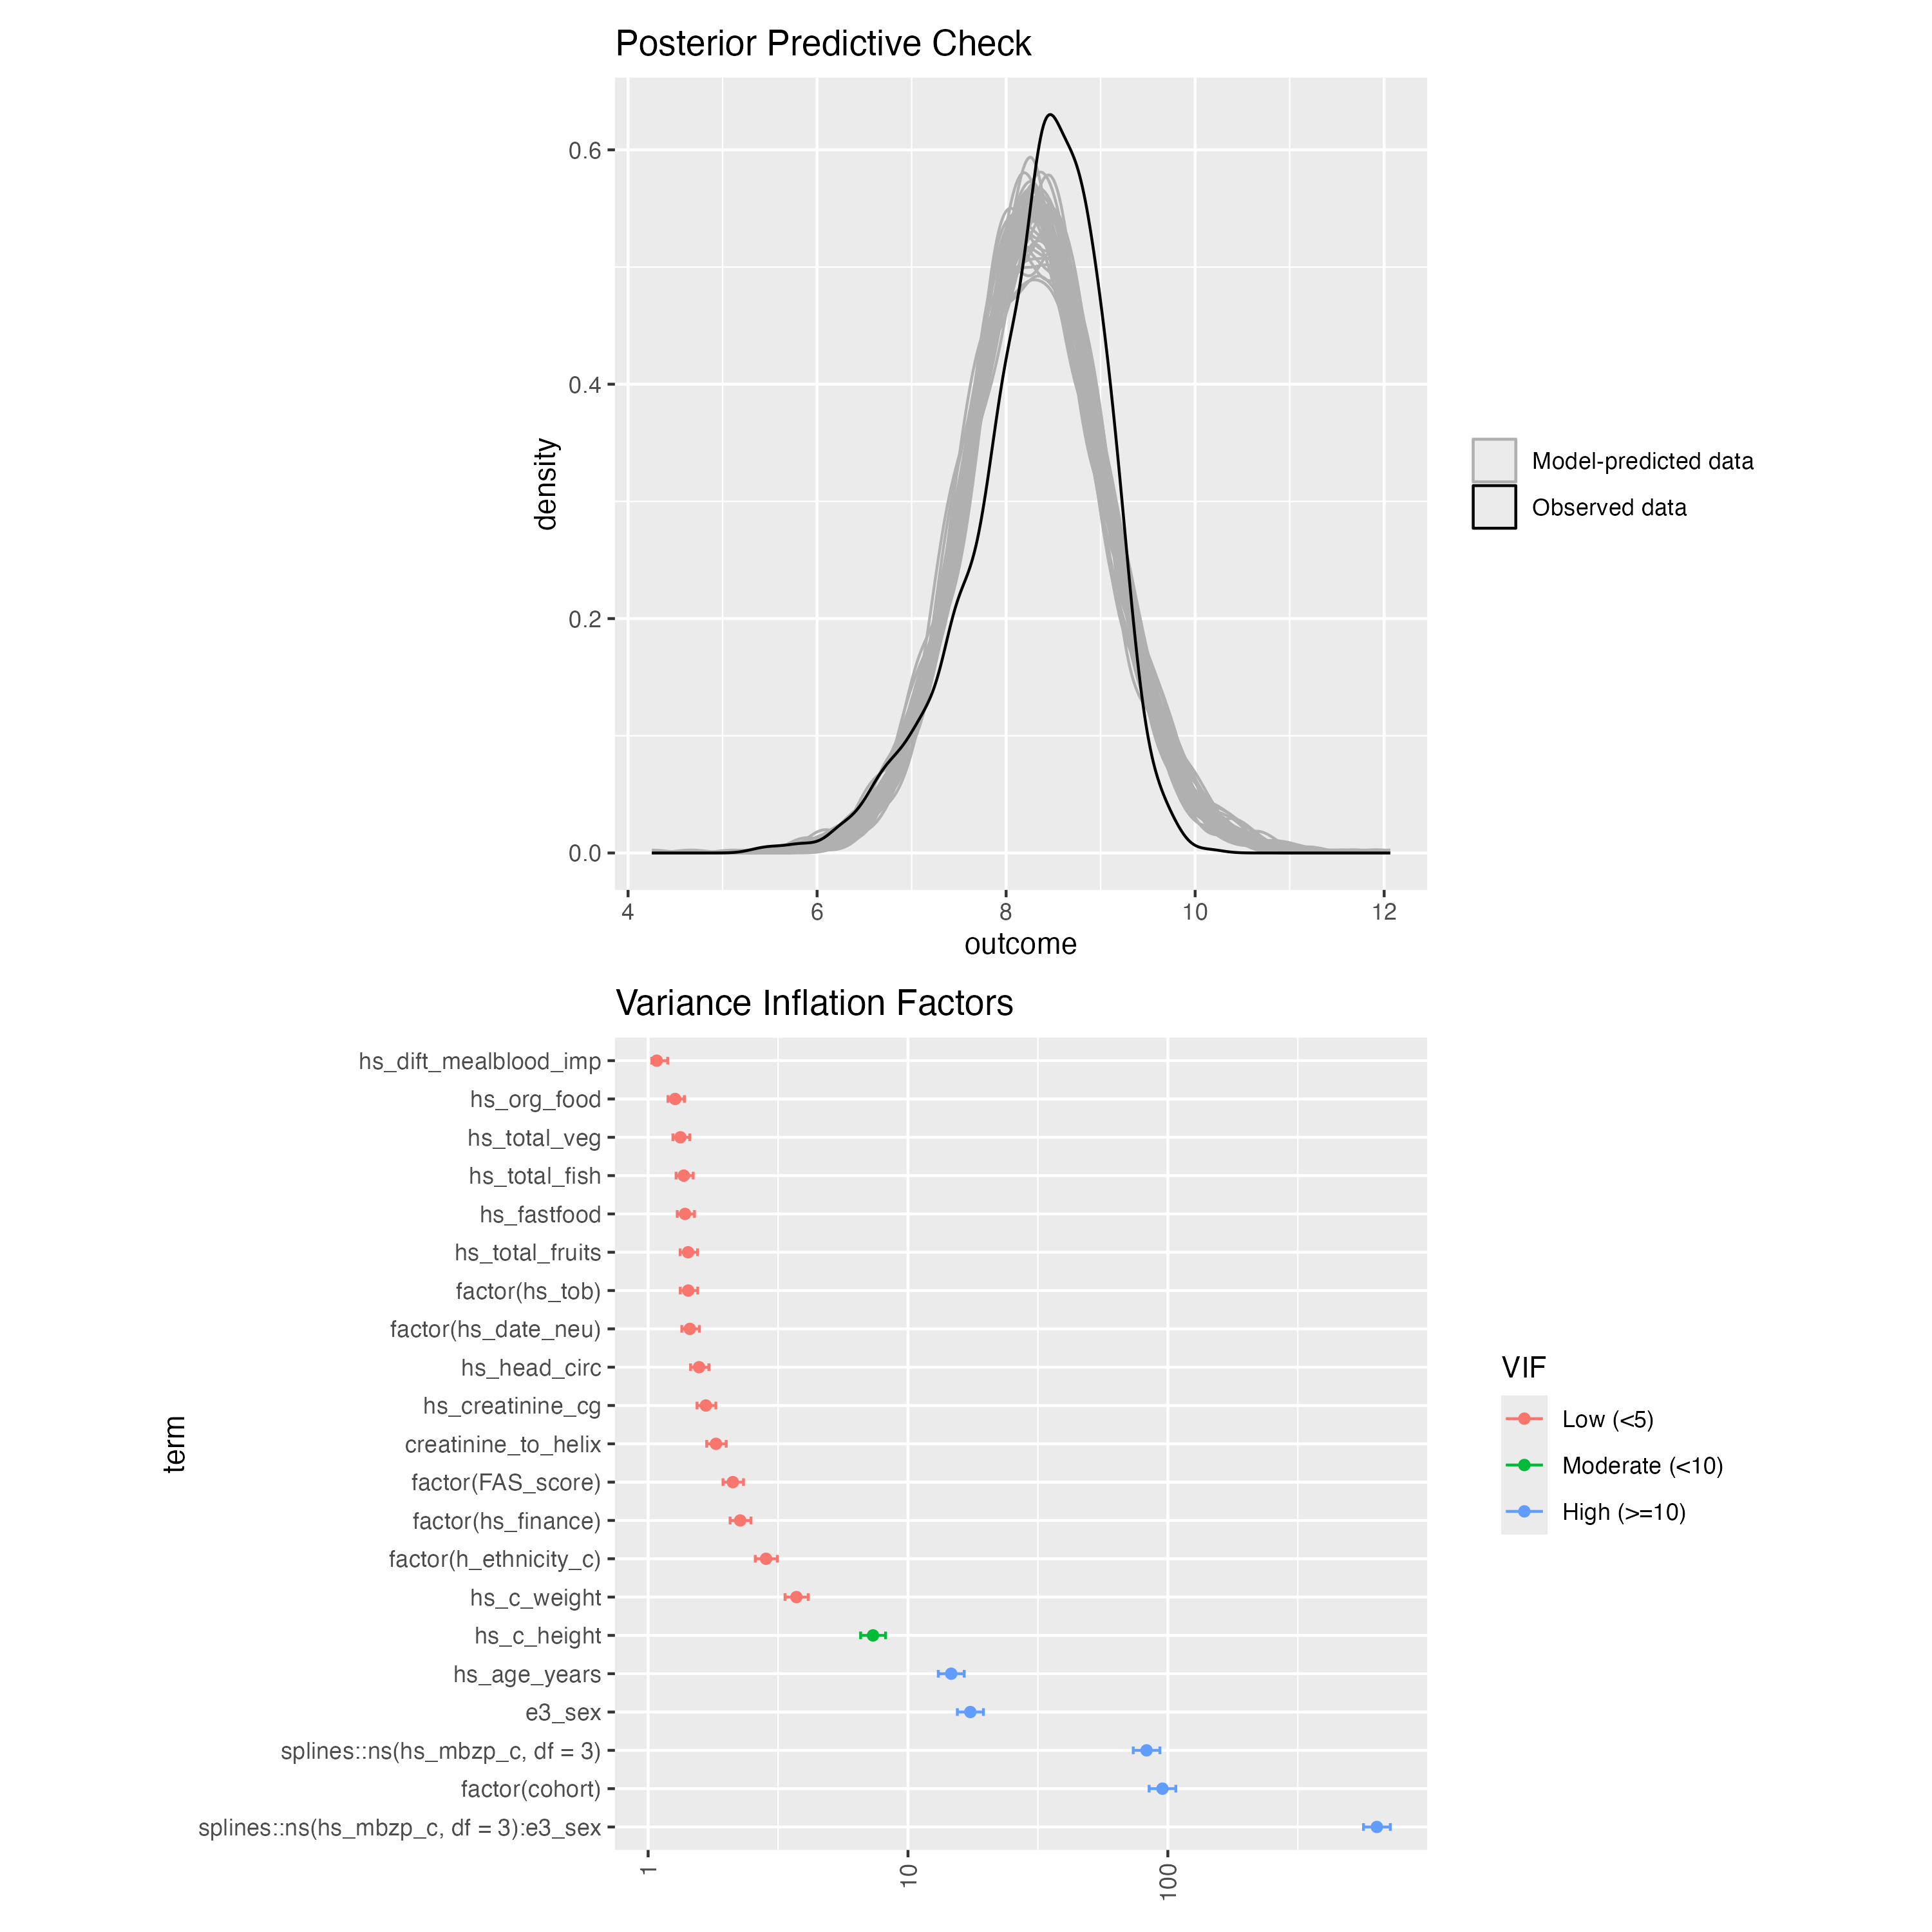 Posterior Predictive Check
0.6
0.4
0.2
0.0
density
4 6 8 10 12
outcome
Model-predicted data
Observed data
Variance Inflation Factors
hs_dift_mealblood_imp
hs_org_food
hs_total_veg
hs_total_fish
hs_fastfood
hs_total_fruits
factor(hs_tob)
factor(hs_date_neu)
hs_head_circ
hs_creatinine_cg
creatinine_to_helix
factor(FAS_score)
factor(hs_finance)
factor(h_ethnicity_c)
hs_c_weight
hs_c_height
hs_age_years
e3_sex
splines::ns(hs_mbzp_c, df = 3)
factor(cohort)
splines::ns(hs_mbzp_c, df = 3):e3_sex
term
1 10 100
VIF
Low (<5)
Moderate (<10)
High (>=10)